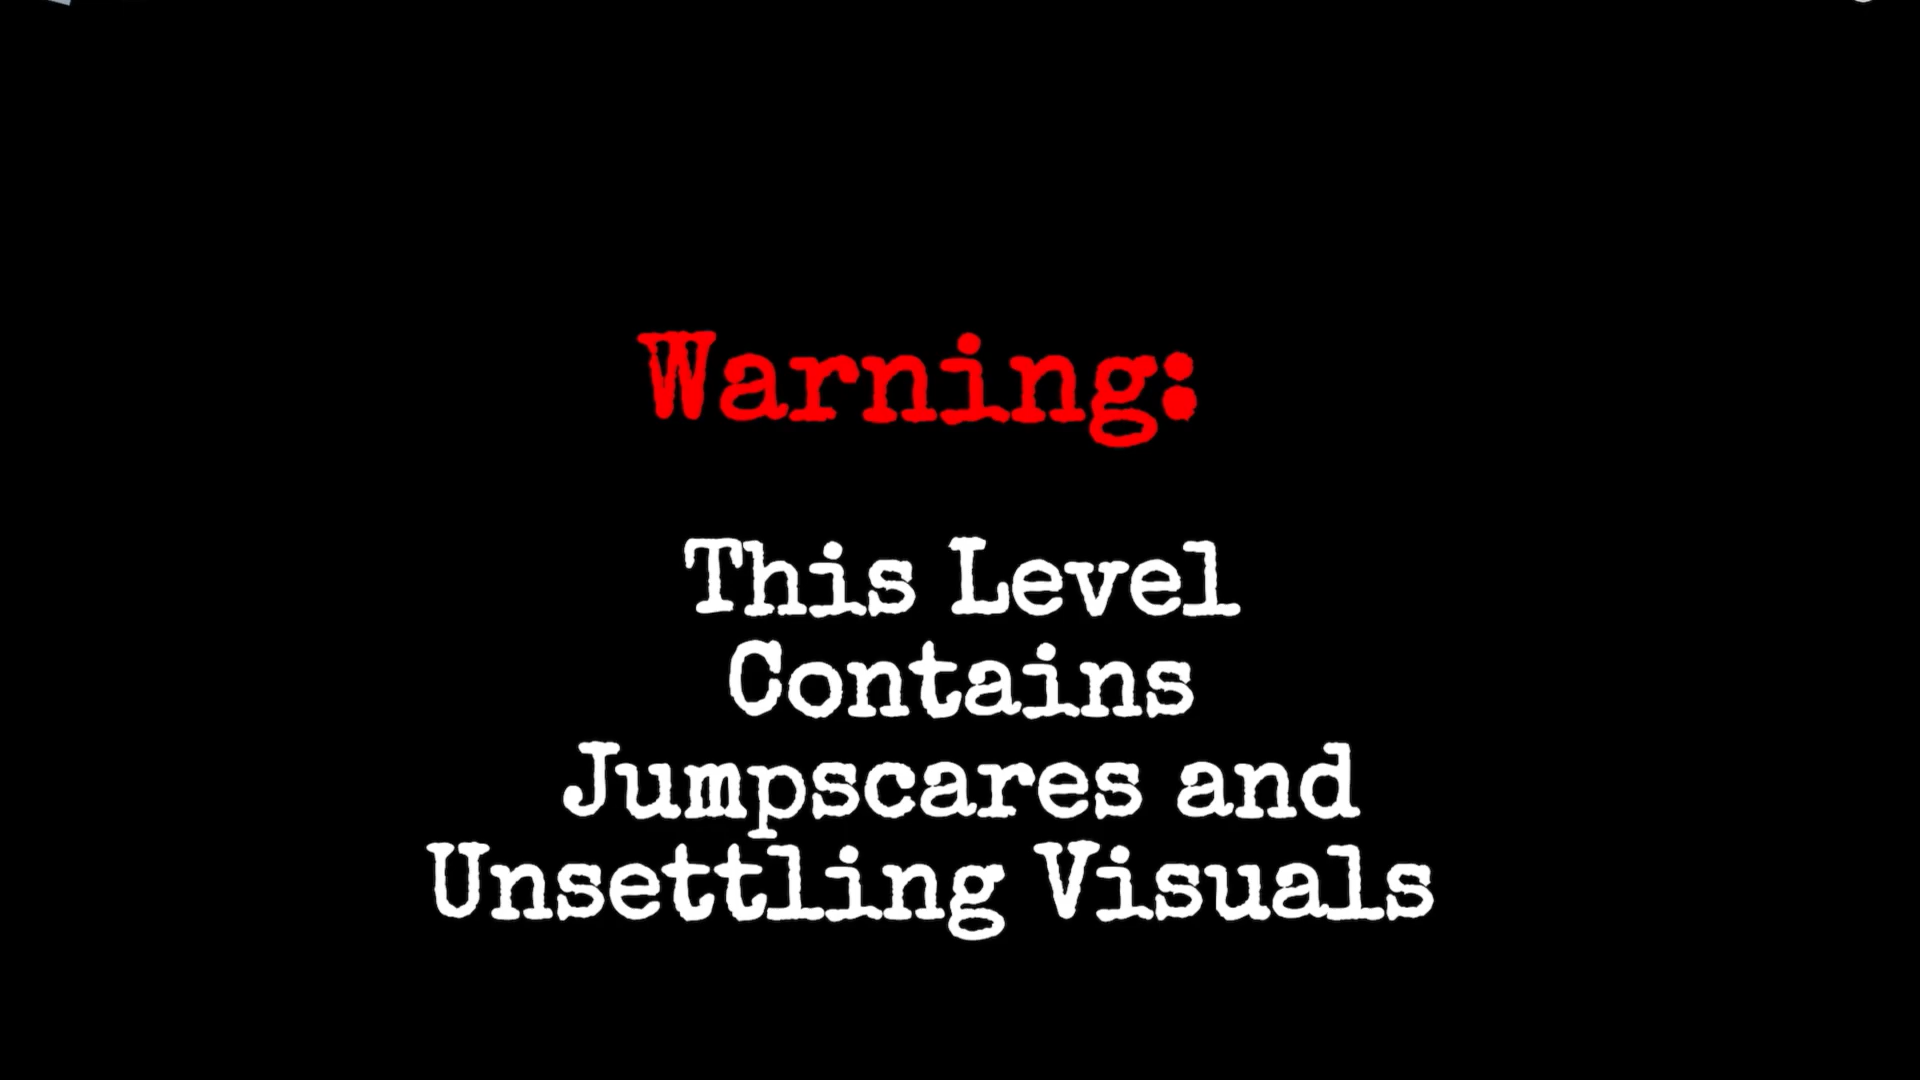 Warning:
This Level
Contains
Jumpscares and
Unsettling Visuals